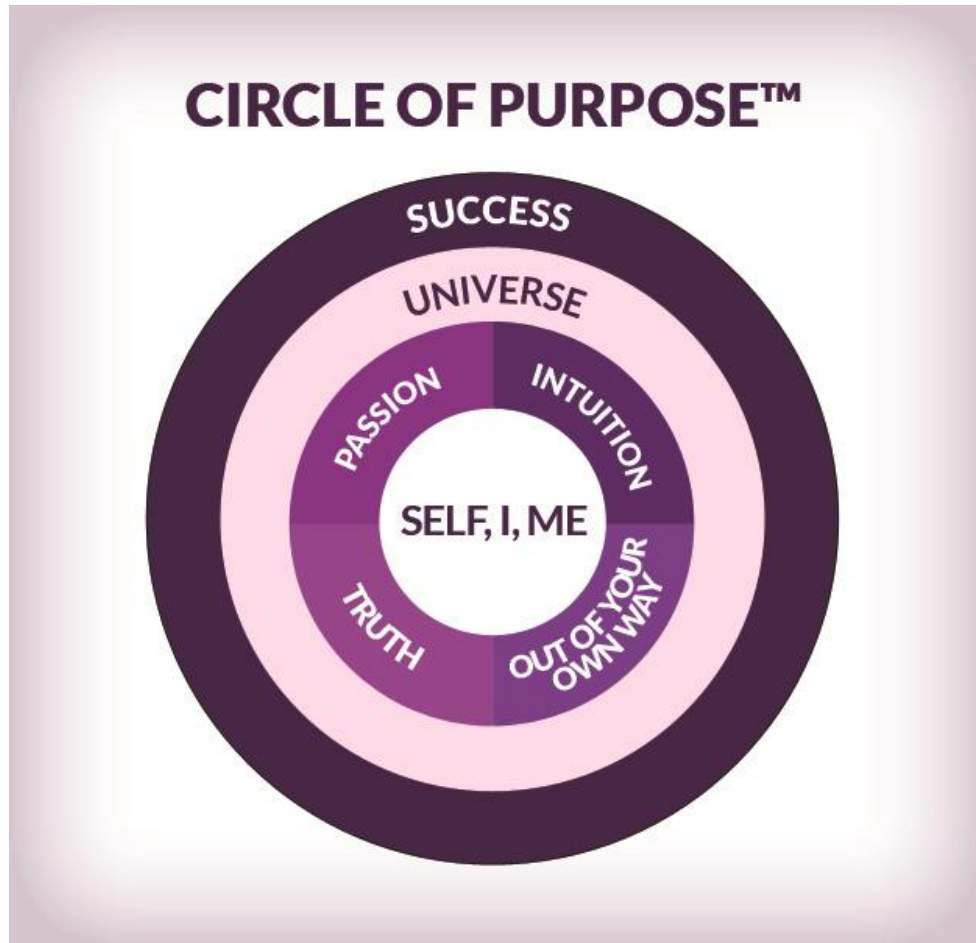 CIRCLE OF PURPOSE™
SUCCESS
UNIVERSE
PASSION
INTUITION
SELF, I, ME
TRUTH
OUT OF YOUR
OWN WAY